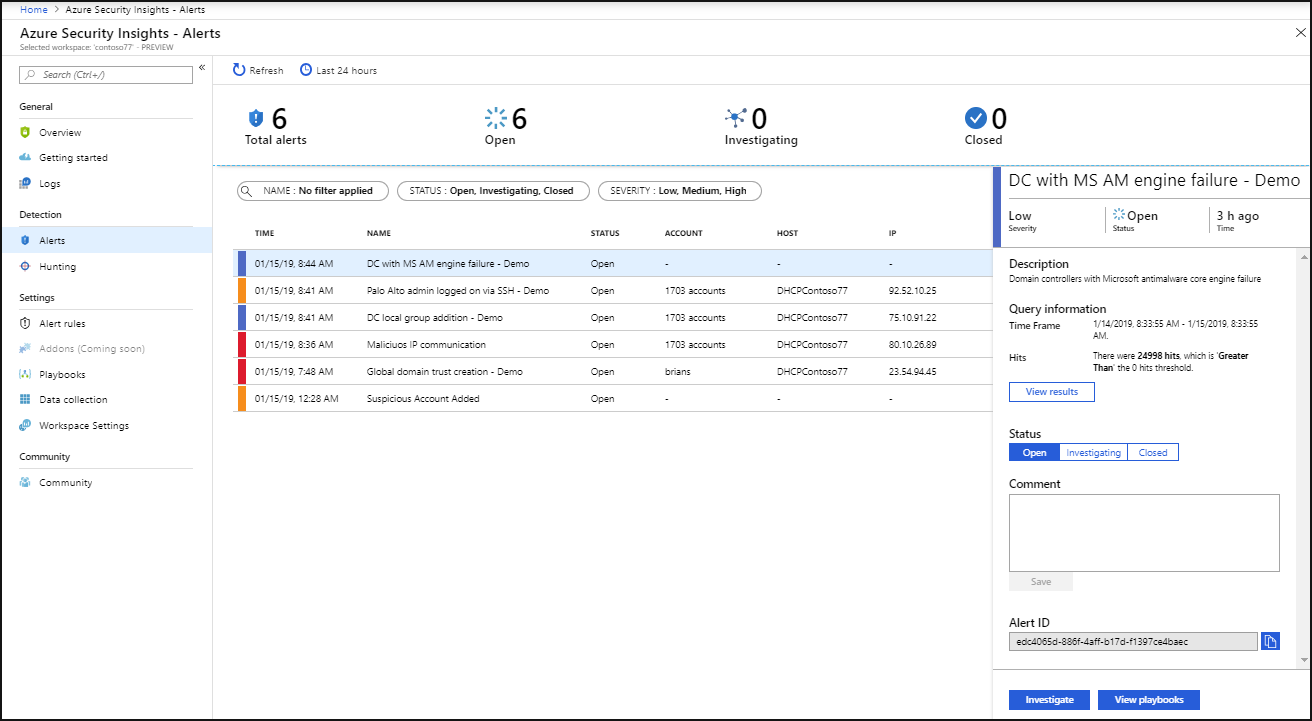 Home > Azure Security Insights - Alerts
Azure Security Insights - Alerts
Selected workspace: 'contoso77' - PREVIEW
Search (Ctrl+/)
«
General
Overview
Getting started
Logs
Detection
Alerts
Hunting
Settings
Alert rules
Addons (Coming soon)
Playbooks
Data collection
Workspace Settings
Community
Community
Refresh
Last 24 hours
6
Total alerts
6
Open
0
Investigating
0
Closed
NAME : No filter applied
STATUS : Open, Investigating, Closed
SEVERITY : Low, Medium, High
TIME NAME STATUS ACCOUNT HOST IP
01/15/19, 8:44 AM DC with MS AM engine failure - Demo Open - - -
01/15/19, 8:41 AM Palo Alto admin logged on via SSH - Demo Open 1703 accounts DHCPContoso77 92.52.10.25
01/15/19, 8:41 AM DC local group addition - Demo Open 1703 accounts DHCPContoso77 75.10.91.22
01/15/19, 8:36 AM Maliciuos IP communication Open 1703 accounts DHCPContoso77 80.10.26.89
01/15/19, 7:48 AM Global domain trust creation - Demo Open brians DHCPContoso77 23.54.94.45
01/15/19, 12:28 AM Suspicious Account Added Open - - -
DC with MS AM engine failure - Demo
Low
Severity
Open
Status
3 h ago
Time
Description
Domain controllers with Microsoft antimalware core engine failure
Query information
Time Frame
1/14/2019, 8:33:55 AM - 1/15/2019, 8:33:55
AM.
Hits
There were 24998 hits, which is 'Greater
Than' the 0 hits threshold.
View results
Status
Open Investigating Closed
Comment
Save
Alert ID
edc4065d-886f-4aff-b17d-f1397ce4baec
Investigate
View playbooks